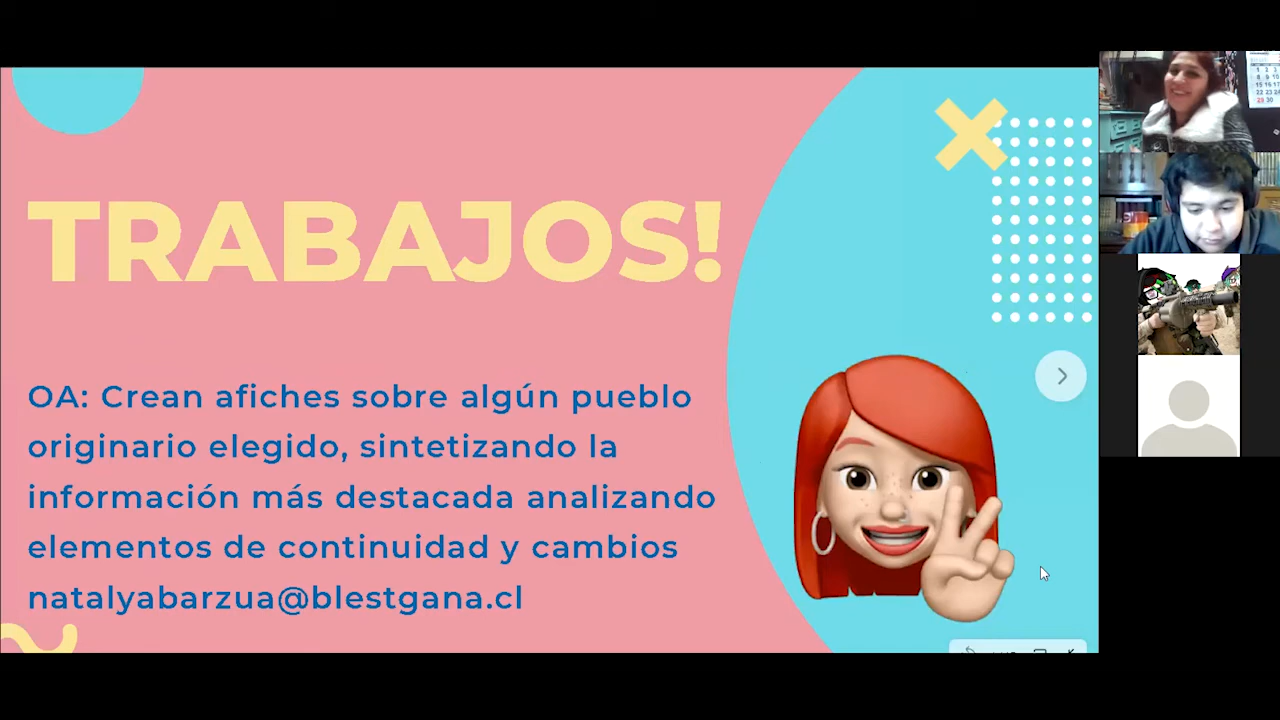 TRABAJOS!
OA: Crean afiches sobre algún pueblo
originario elegido, sintetizando la
información más destacada analizando
elementos de continuidad y cambios
natalyabarzua@blestgana.cl